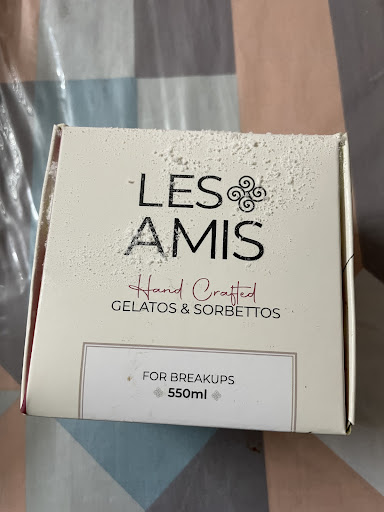 LES
AMIS
Hand Crafted
GELATOS & SORBETTOS
FOR BREAKUPS
550ml